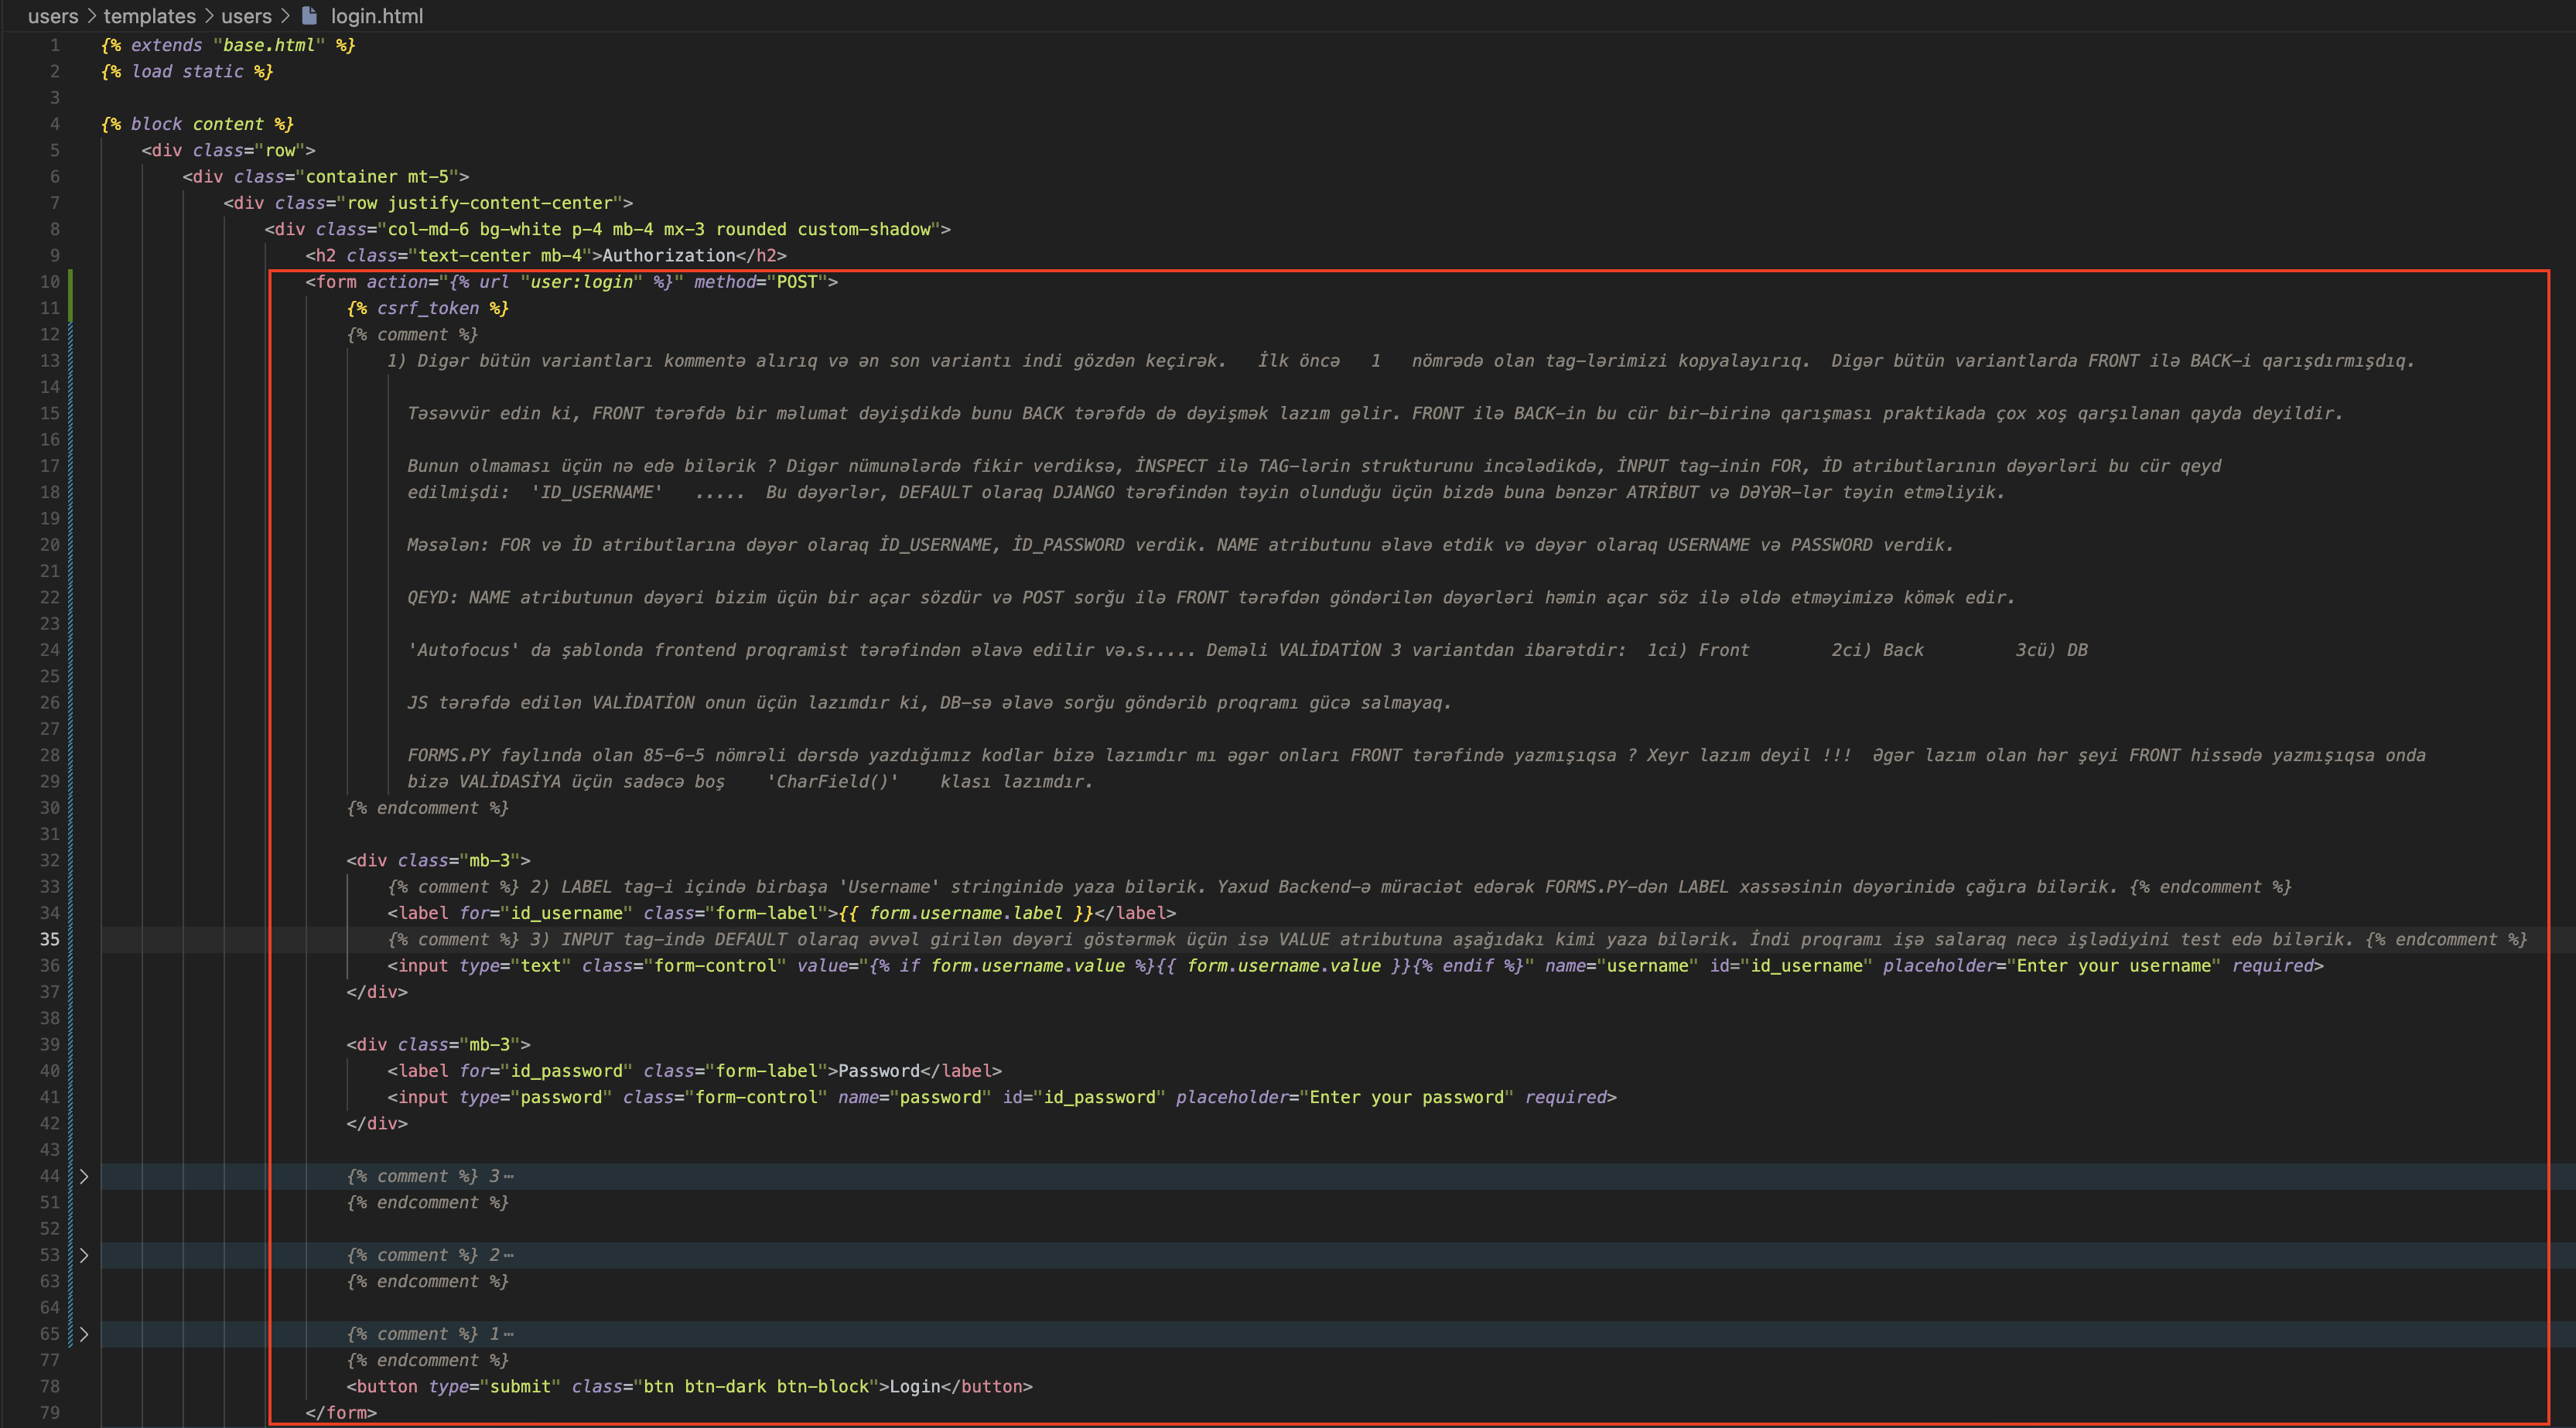 users > templates > users > login.html
1 {% extends "base.html" %}
2 {% load static %}
3
4 {% block content %}
5 <div class="row">
6 <div class="container mt-5">
7 <div class="row justify-content-center">
8 <div class="col-md-6 bg-white p-4 mb-4 mx-3 rounded custom-shadow">
9 <h2 class="text-center mb-4">Authorization</h2>
10 <form action="{% url "user:login" %}" method="POST">
11 {% csrf_token %}
12 {% comment %}
13 1) Digər bütün variantları kommentə alırıq və ən son variantı indi gözdən keçirək. İlk öncə 1 nömrədə olan tag-lərimizi kopyalayırıq. Digər bütün variantlarda FRONT ilə BACK-i qarışdırmışdıq.
14
15 Təsəvvür edin ki, FRONT tərəfdə bir məlumat dəyişdikdə bunu BACK tərəfdə də dəyişmək lazım gəlir. FRONT ilə BACK-in bu cür bir-birinə qarışması praktikada çox xoş qarşılanan qayda deyildir.
16
17 Bunun olmaması üçün nə edə bilərik ? Digər nümunələrdə fikir verdiksə, İNSPECT ilə TAG-lərin strukturunu incələdikdə, İNPUT tag-inin FOR, İD atributlarının dəyərləri bu cür qeyd
18 edilmişdi: 'ID_USERNAME' ..... Bu dəyərlər, DEFAULT olaraq DJANGO tərəfindən təyin olunduğu üçün bizdə buna bənzər ATRİBUT və DƏYƏR-lər təyin etməliyik.
19
20 Məsələn: FOR və İD atributlarına dəyər olaraq İD_USERNAME, İD_PASSWORD verdik. NAME atributunu əlavə etdik və dəyər olaraq USERNAME və PASSWORD verdik.
21
22 QEYD: NAME atributunun dəyəri bizim üçün bir açar sözdür və POST sorğu ilə FRONT tərəfdən göndərilən dəyərləri həmin açar söz ilə əldə etməyimizə kömək edir.
23
24 'Autofocus' da şablonda frontend proqramist tərəfindən əlavə edilir və.s..... Deməli VALİDATİON 3 variantdan ibarətdir: 1ci) Front 2ci) Back 3cü) DB
25
26 JS tərəfdə edilən VALİDATION onun üçün lazımdır ki, DB-sə əlavə sorğu göndərib proqramı gücə salmayaq.
27
28 FORMS.PY faylında olan 85-6-5 nömrəli dərsdə yazdığımız kodlar bizə lazımdır mı əgər onları FRONT tərəfində yazmışıqsa ? Xeyr lazım deyil !!! Əgər lazım olan hər şeyi FRONT hissədə yazmışıqsa onda
29 bizə VALİDASİYA üçün sadəcə boş 'CharField()' klası lazımdır.
30 {% endcomment %}
31
32 <div class="mb-3">
33 {% comment %} 2) LABEL tag-i içində birbaşa 'Username' stringinidə yaza bilərik. Yaxud Backend-ə müraciət edərək FORMS.PY-dən LABEL xassəsinin dəyərinidə çağıra bilərik. {% endcomment %}
34 <label for="id_username" class="form-label">{{ form.username.label }}</label>
35 {% comment %} 3) INPUT tag-ində DEFAULT olaraq əvvəl girilən dəyəri göstərmək üçün isə VALUE atributuna aşağıdakı kimi yaza bilərik. İndi proqramı işə salaraq necə işlədiyini test edə bilərik. {% endcomment %}
36 <input type="text" class="form-control" value="{% if form.username.value %}{{ form.username.value }}{% endif %}" name="username" id="id_username" placeholder="Enter your username" required>
37 </div>
38
39 <div class="mb-3">
40 <label for="id_password" class="form-label">Password</label>
41 <input type="password" class="form-control" name="password" id="id_password" placeholder="Enter your password" required>
42 </div>
43
44 {% comment %} 3 ⋯
51 {% endcomment %}
52
53 {% comment %} 2 ⋯
63 {% endcomment %}
64
65 {% comment %} 1 ⋯
77 {% endcomment %}
78 <button type="submit" class="btn btn-dark btn-block">Login</button>
79 </form>